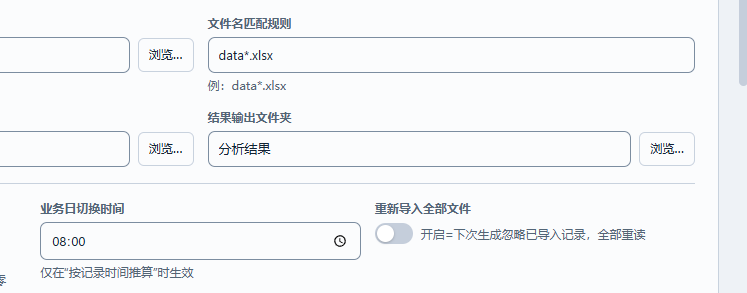 文件名匹配规则
浏览...
data*.xlsx
例：data*.xlsx
结果输出文件夹
浏览...
分析结果
浏览...
业务日切换时间
重新导入全部文件
08:00
开启=下次生成忽略已导入记录，全部重读
仅在“按记录时间推算”时生效
零